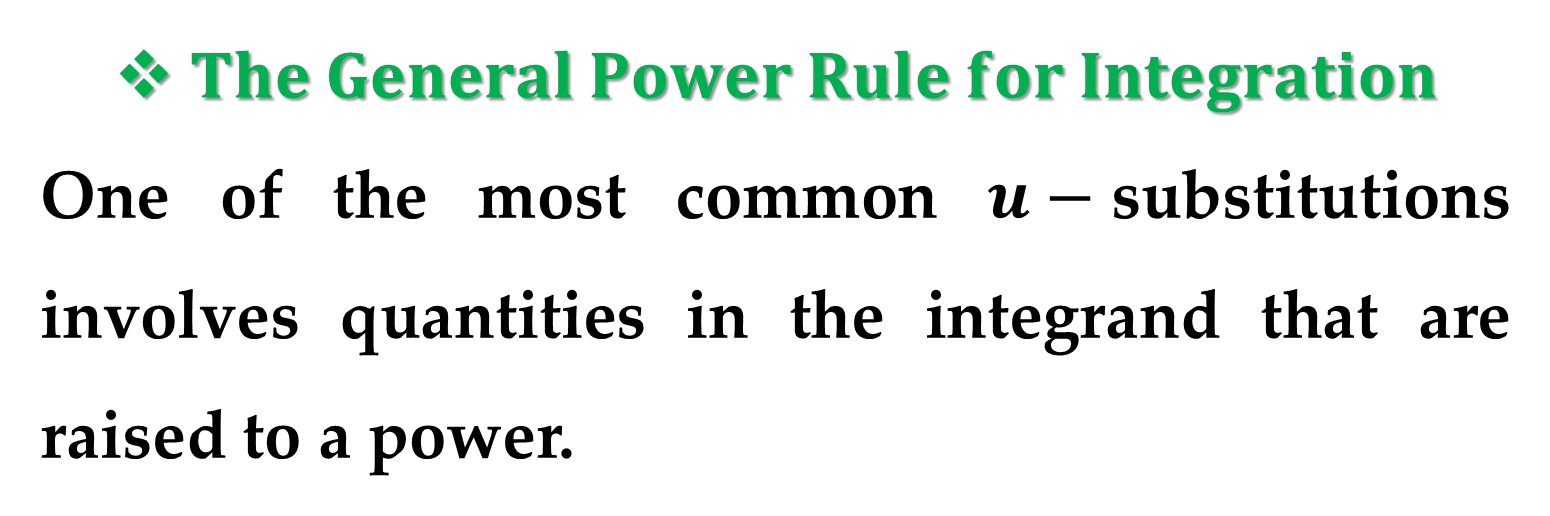 ❖ The General Power Rule for Integration
One of the most common u − substitutions
involves quantities in the integrand that are
raised to a power.